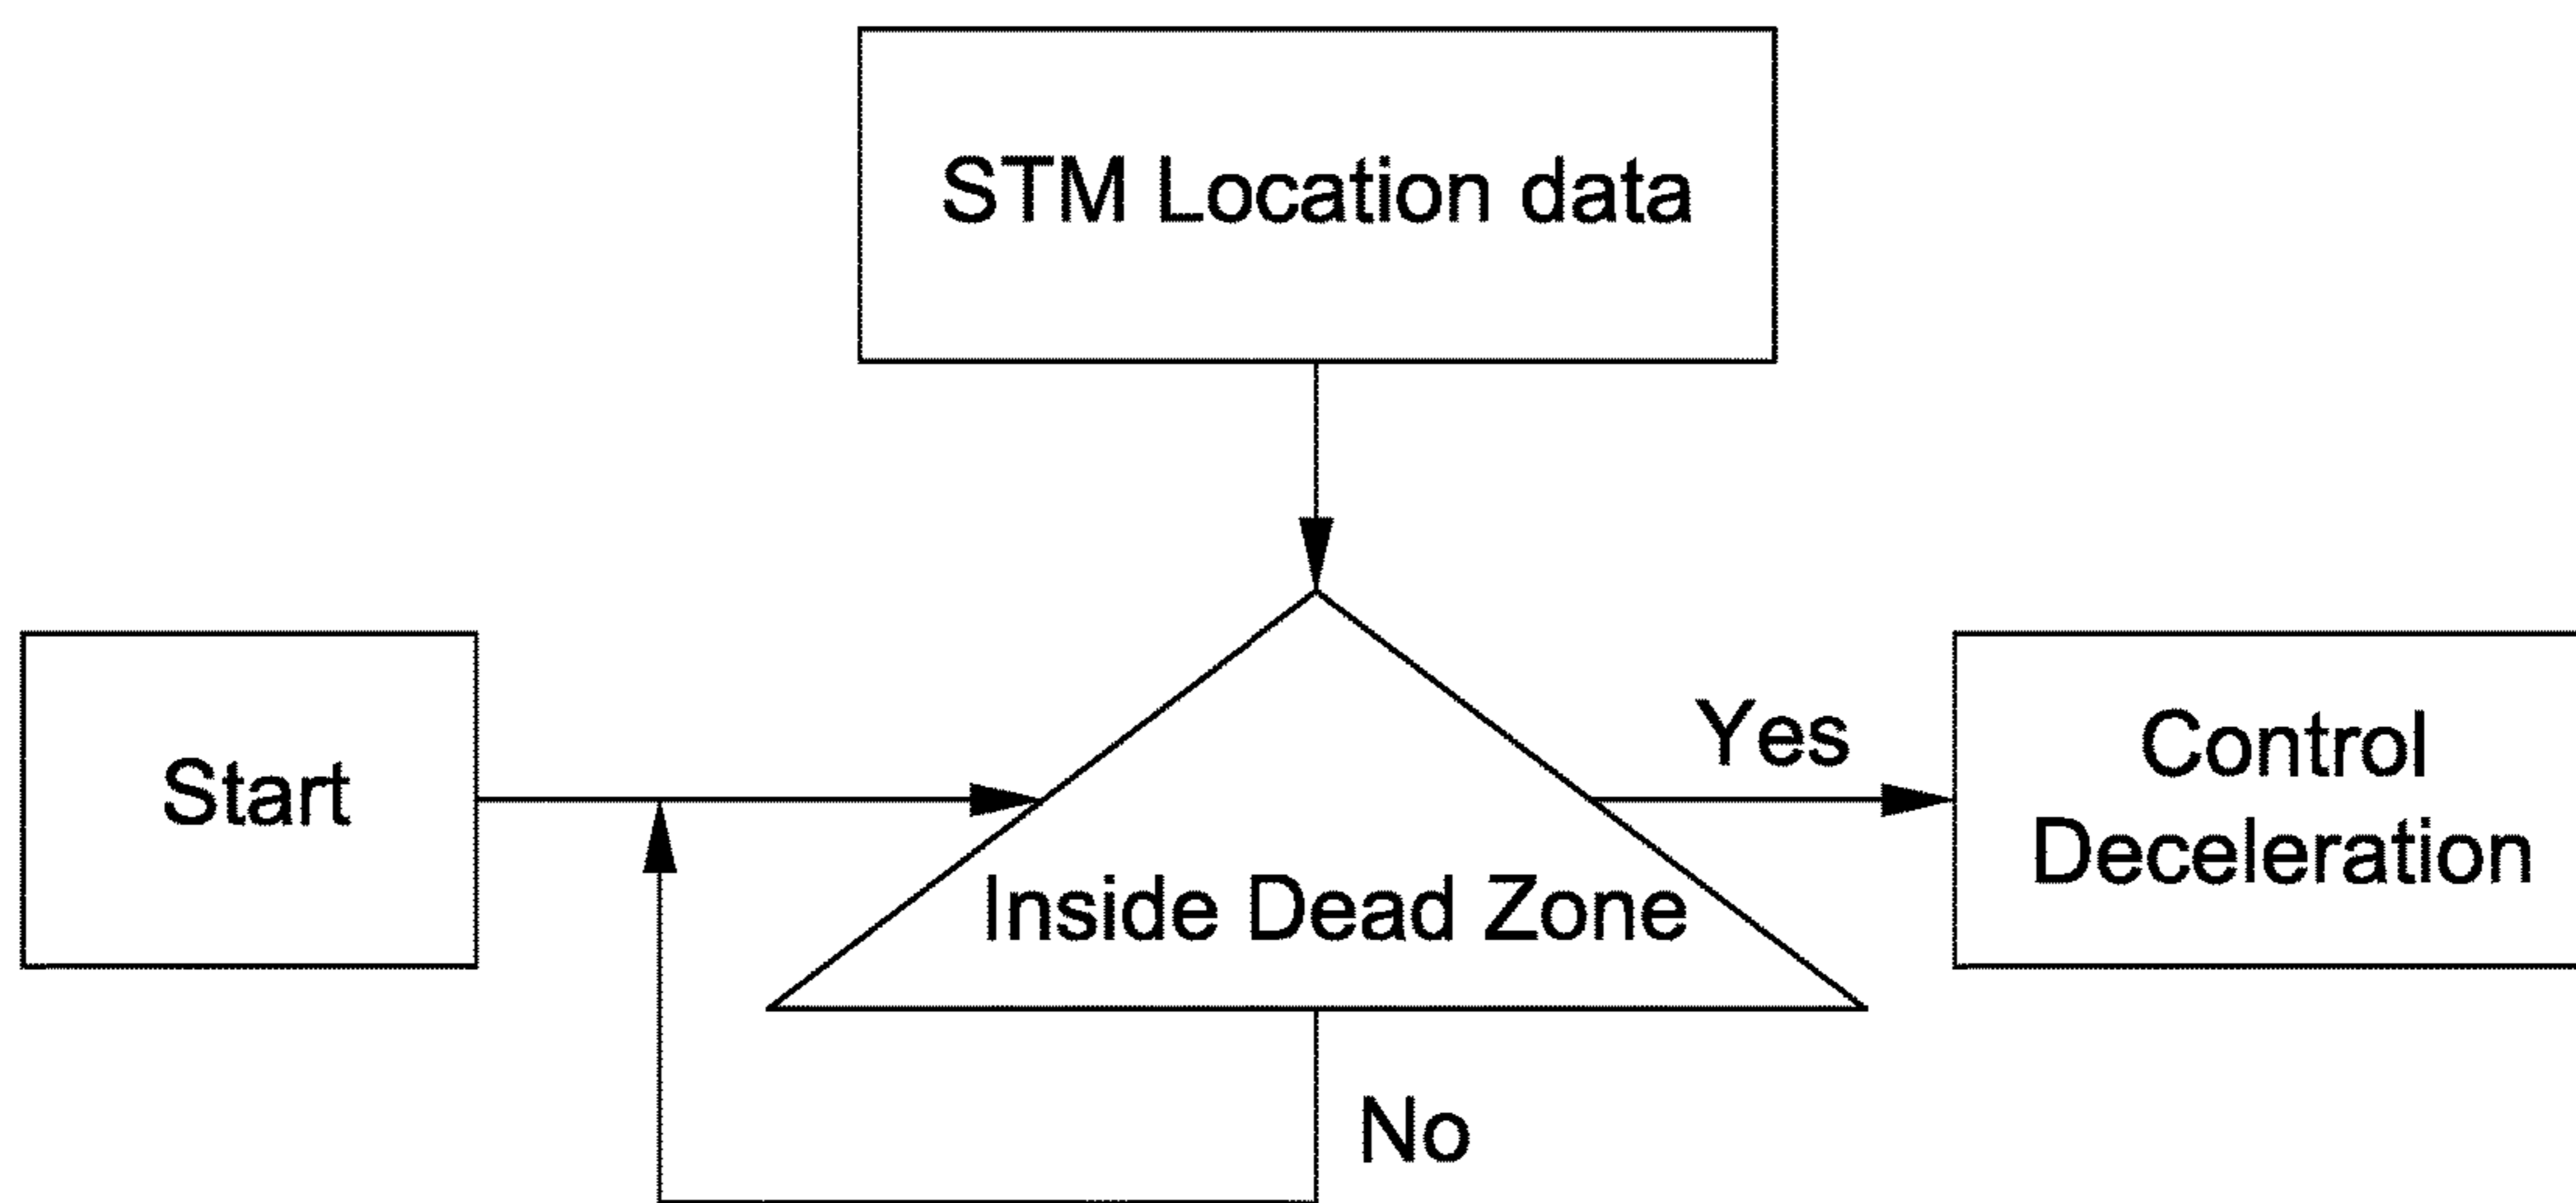 STM Location data
Start
Inside Dead Zone
Yes
Control
Deceleration
No